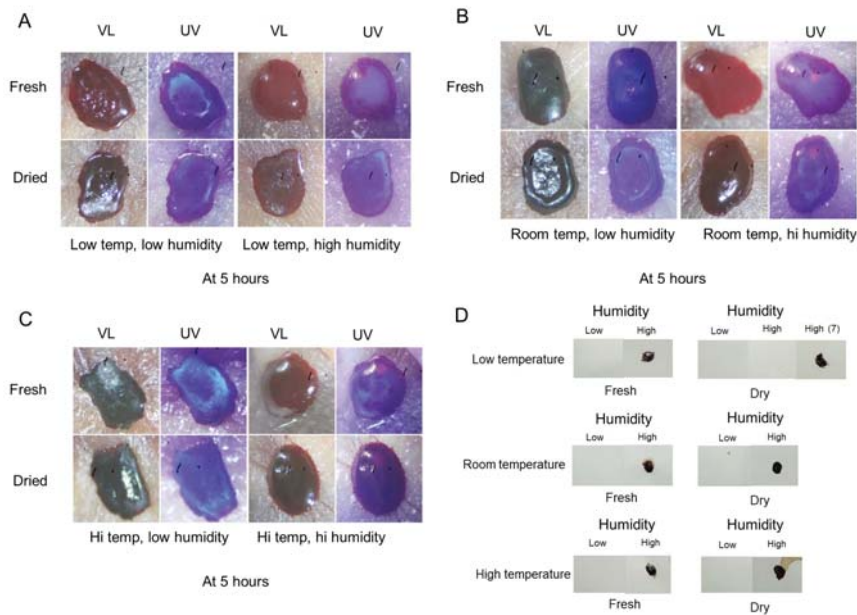 A
VL UV VL UV
Fresh
Dried
Low temp, low humidity Low temp, high humidity
At 5 hours
B
VL UV VL UV
Fresh
Dried
Room temp, low humidity Room temp, hi humidity
At 5 hours
C
VL UV VL UV
Fresh
Dried
Hi temp, low humidity Hi temp, hi humidity
At 5 hours
D
Humidity Humidity
Low High Low High High (7)
Low temperature
Fresh Dry
Humidity Humidity
Low High Low High
Room temperature
Fresh Dry
Humidity Humidity
Low High Low High
High temperature
Fresh Dry